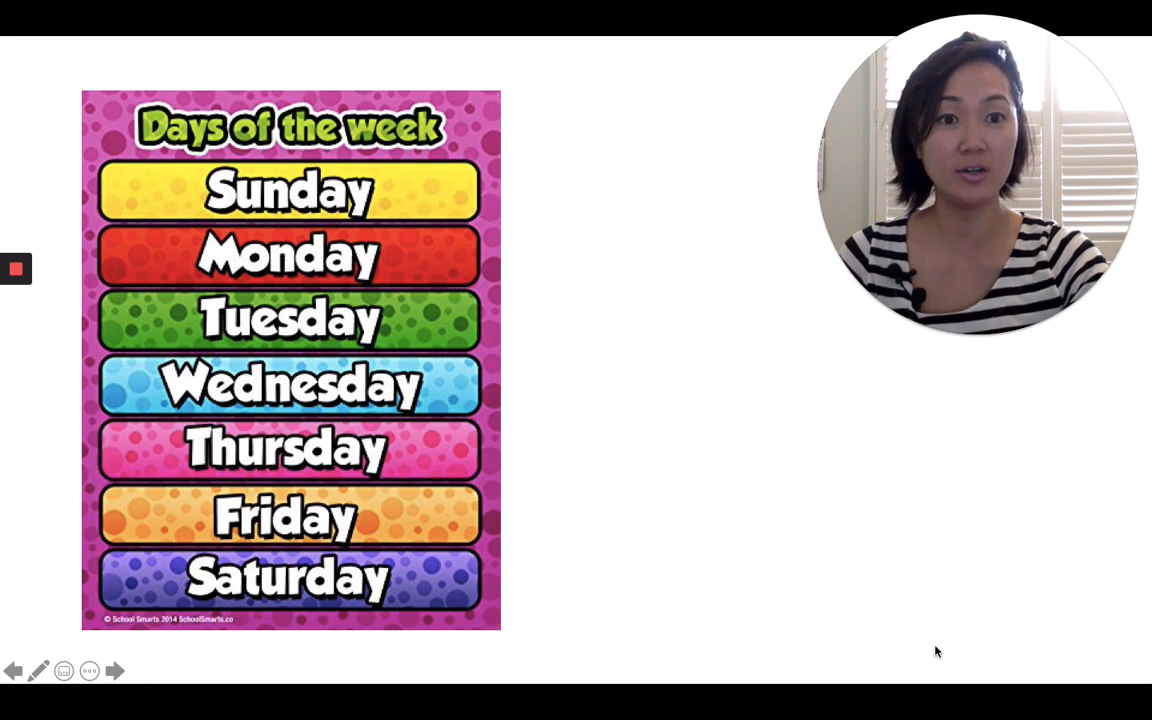 Days of the week
Sunday
Monday
Tuesday
Wednesday
Thursday
Friday
Saturday
© School Smarts 2014 SchoolSmarts.co